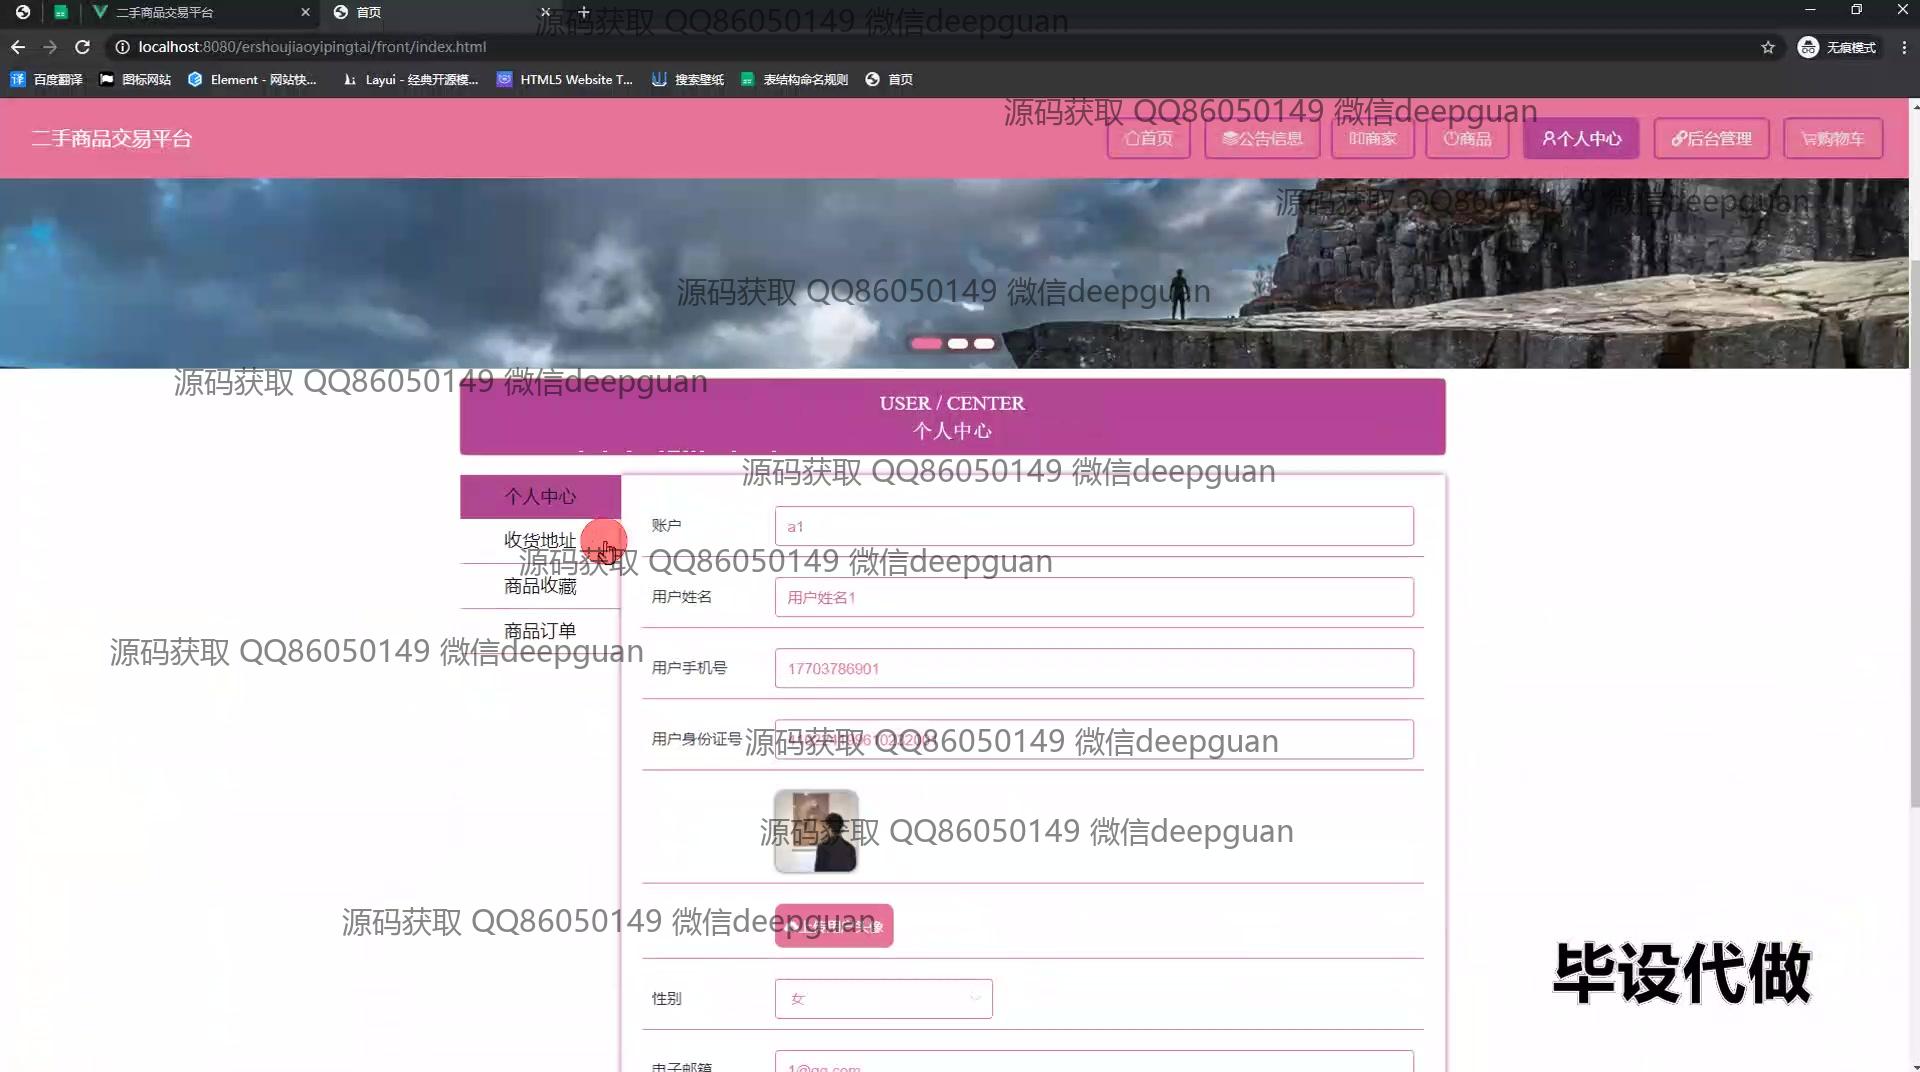 二手商品交易平台
首页
localhost:8080/ershoujiaoyipingtai/front/index.html
无痕模式
百度翻译
图标网站
Element - 网站快...
Layui - 经典开源模...
HTML5 Website T...
搜索壁纸
表结构命名规则
首页
源码获取 QQ86050149 微信deepguan
源码获取 QQ86050149 微信deepguan
二手商品交易平台
首页
公告信息
商家
商品
个人中心
后台管理
购物车
源码获取 QQ86050149 微信deepguan
源码获取 QQ86050149 微信deepguan
源码获取 QQ86050149 微信deepguan
USER / CENTER
个人中心
源码获取 QQ86050149 微信deepguan
个人中心
收货地址
商品收藏
商品订单
账户
a1
源码获取 QQ86050149 微信deepguan
用户姓名
用户姓名1
源码获取 QQ86050149 微信deepguan
用户手机号
17703786901
用户身份证号
源码获取 QQ86050149 微信deepguan
源码获取 QQ86050149 微信deepguan
源码获取 QQ86050149 微信deepguan
性别
女
电子邮箱
1@qq.com
毕设代做